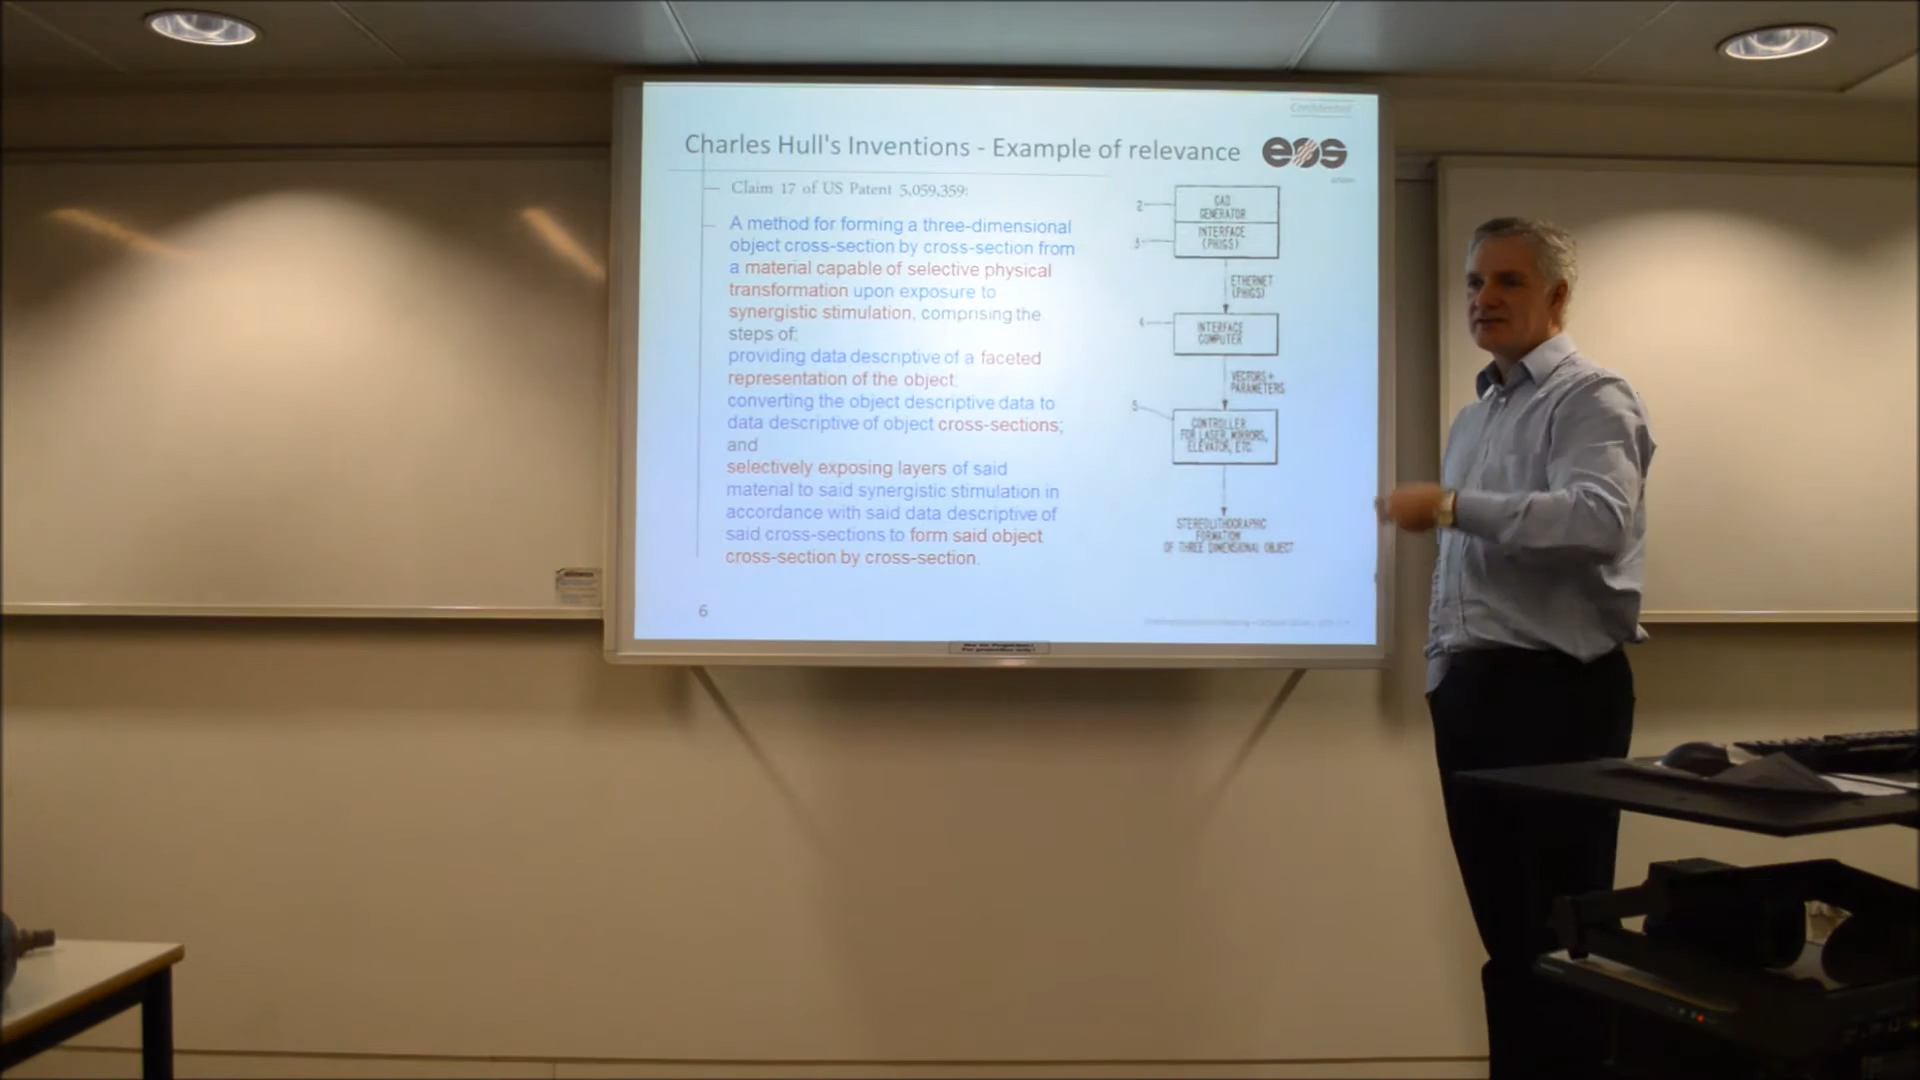 Confidential
Charles Hull's Inventions - Example of relevance
eos
Claim 17 of US Patent 5,059,359:
A method for forming a three-dimensional
object cross-section by cross-section from
a material capable of selective physical
transformation upon exposure to
synergistic stimulation, comprising the
steps of:
providing data descriptive of a faceted
representation of the object;
converting the object descriptive data to
data descriptive of object cross-sections;
and
selectively exposing layers of said
material to said synergistic stimulation in
accordance with said data descriptive of
said cross-sections to form said object
cross-section by cross-section.
6
2
CAD
GENERATOR
3
INTERFACE
(PHIGS)
ETHERNET
(PHIGS)
4
INTERFACE
COMPUTER
VECTORS +
PARAMETERS
5
CONTROLLER
FOR LASER, MIRRORS,
ELEVATOR, ETC.
STEREOLITHOGRAPHIC
FORMATION
OF THREE DIMENSIONAL OBJECT